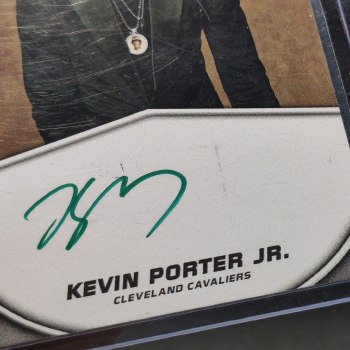 KEVIN PORTER JR.
CLEVELAND CAVALIERS